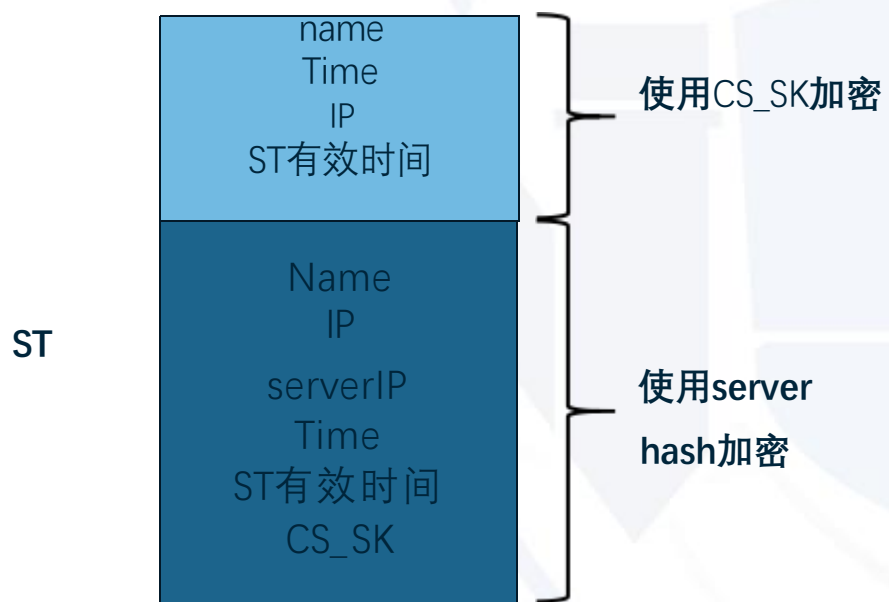 name
Time
IP
ST有效时间
使用CS_SK加密
ST
Name
IP
serverIP
Time
ST有效时间
CS_SK
使用server
hash加密